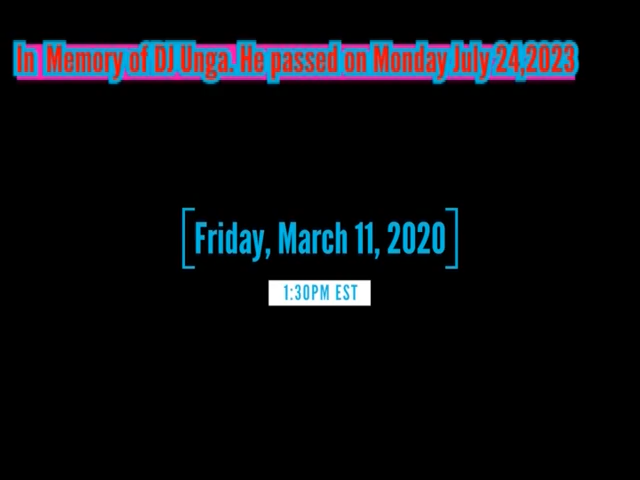 In Memory of DJ Unga. He passed on Monday July 24,2023
[Friday, March 11, 2020]
1:30PM EST